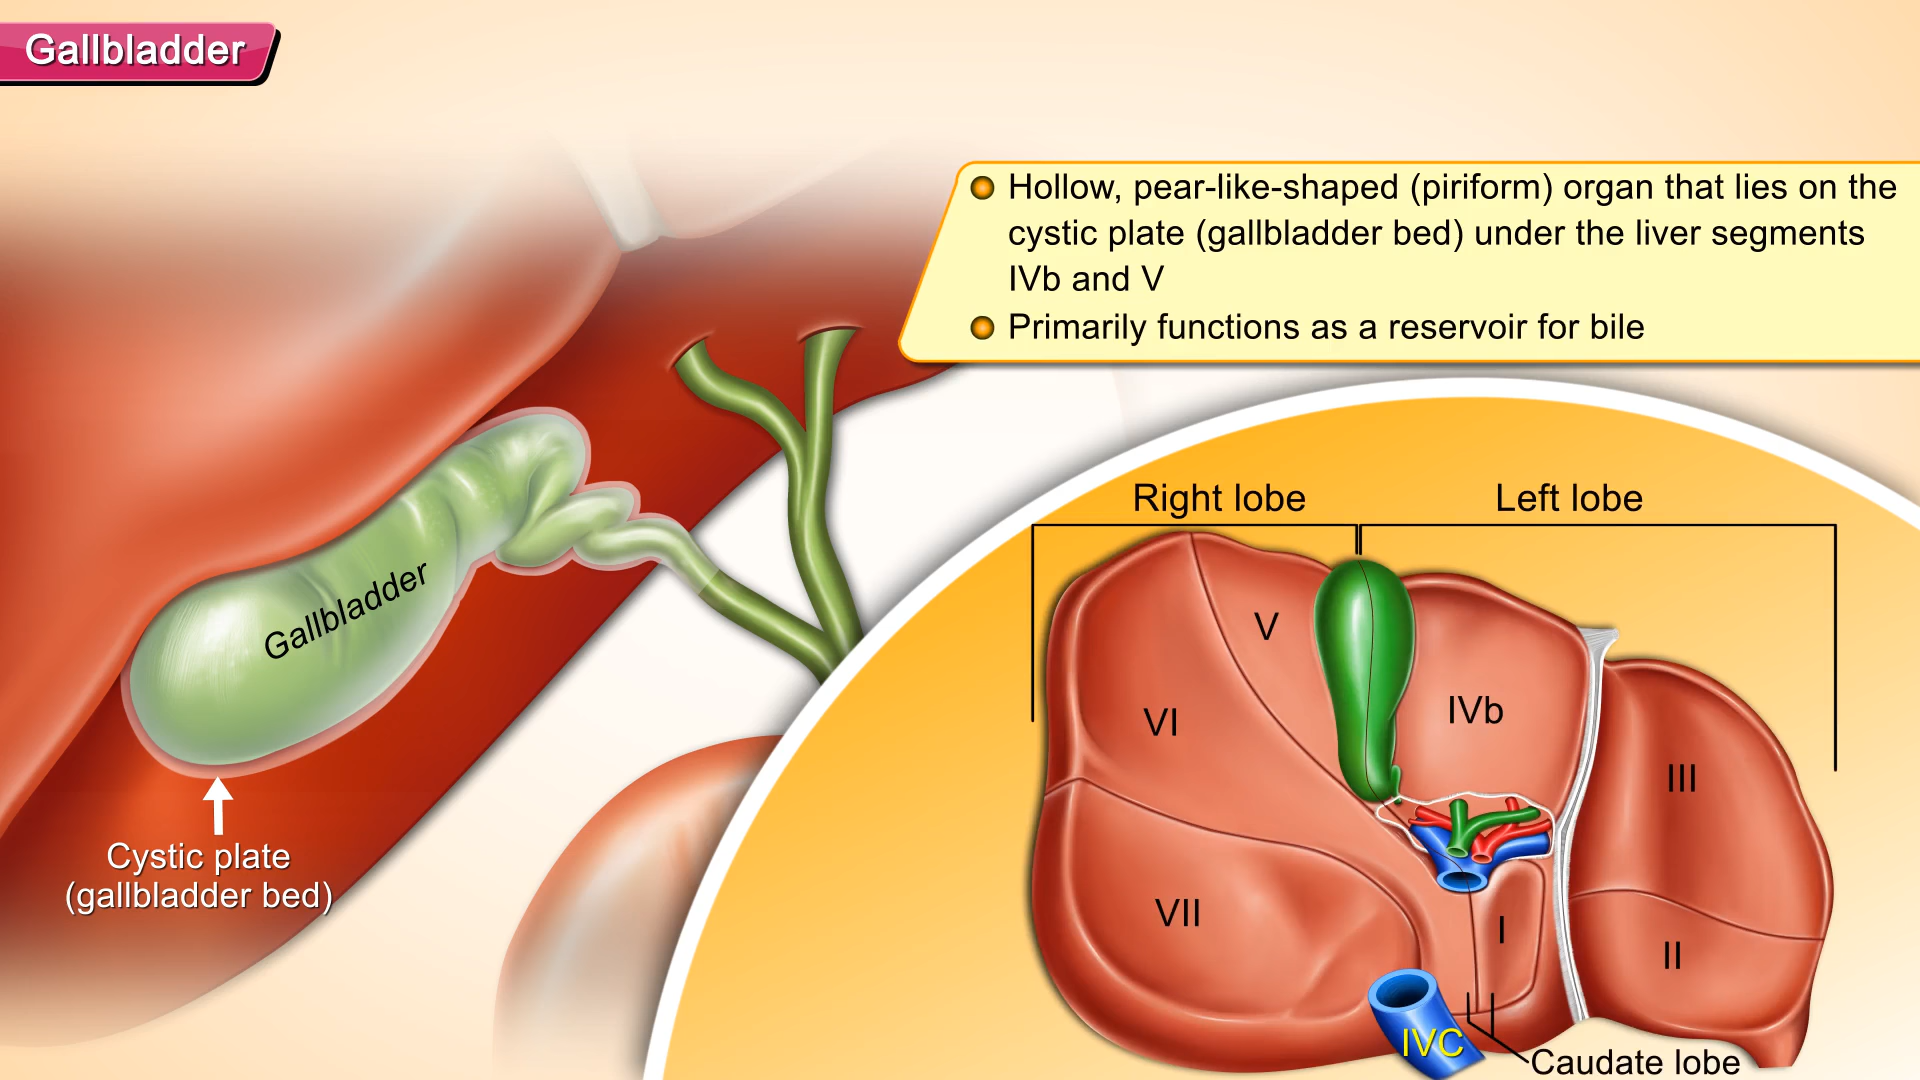 Gallbladder
Hollow, pear-like-shaped (piriform) organ that lies on the
cystic plate (gallbladder bed) under the liver segments
IVb and V
Primarily functions as a reservoir for bile
Gallbladder
Cystic plate
(gallbladder bed)
Right lobe
Left lobe
V
IVb
VI
III
VII
I
II
IVC
Caudate lobe